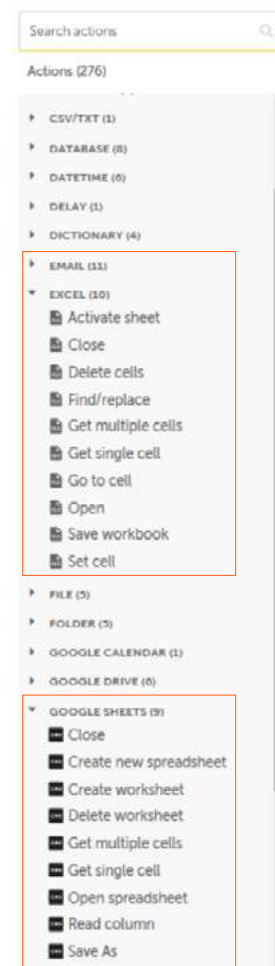 Search actions
Actions (276)
CSV/TXT (1)
DATABASE (8)
DATETIME (6)
DELAY (1)
DICTIONARY (4)
EMAIL (11)
EXCEL (10)
Activate sheet
Close
Delete cells
Find/replace
Get multiple cells
Get single cell
Go to cell
Open
Save workbook
Set cell
FILE (5)
FOLDER (5)
GOOGLE CALENDAR (1)
GOOGLE DRIVE (6)
GOOGLE SHEETS (9)
Close
Create new spreadsheet
Create worksheet
Delete worksheet
Get multiple cells
Get single cell
Open spreadsheet
Read column
Save As